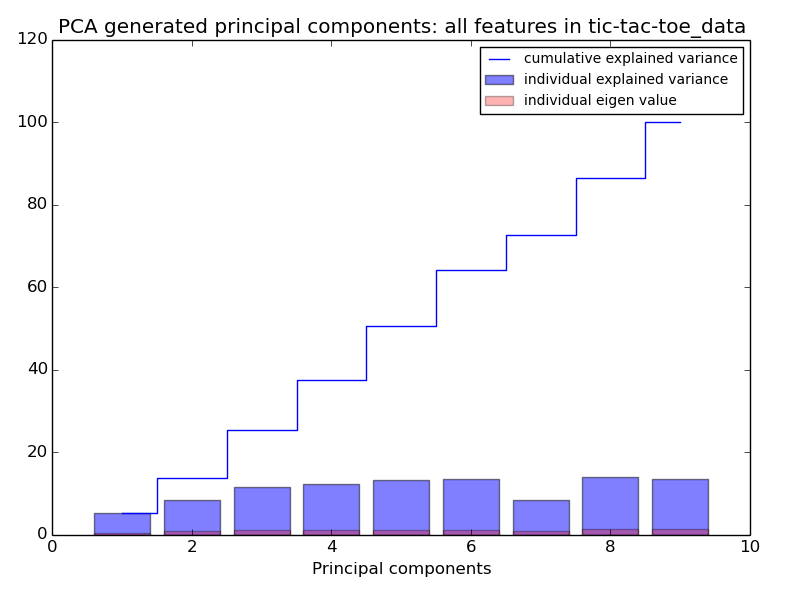 PCA generated principal components: all features in tic-tac-toe_data
120
100
80
60
40
20
0
cumulative explained variance
individual explained variance
individual eigen value
0 2 4 6 8 10
Principal components